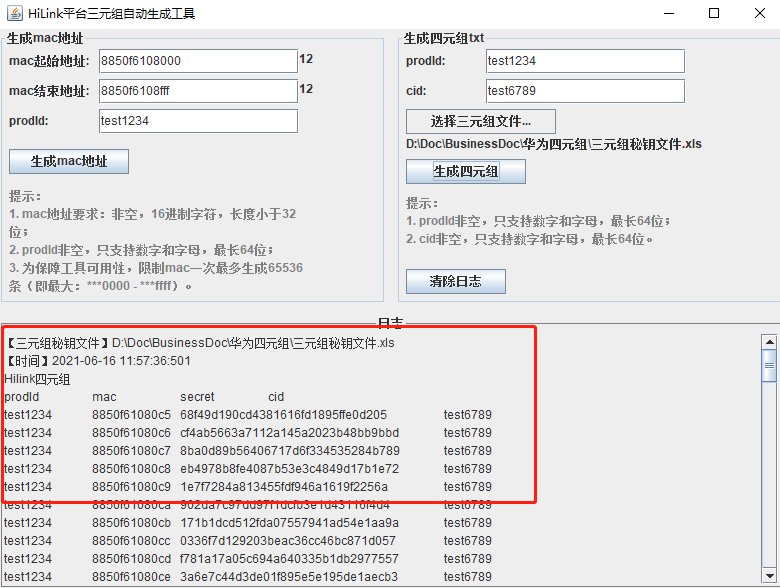 HiLink平台三元组自动生成工具
生成mac地址
mac起始地址: 8850f6108000 12
mac结束地址: 8850f6108fff 12
prodId: test1234
生成mac地址
提示:
1. mac地址要求：非空，16进制字符，长度小于32
位；
2. prodId非空，只支持数字和字母，最长64位；
3. 为保障工具可用性，限制mac一次最多生成65536
条（即最大：***0000 - ***ffff）。
生成四元组txt
prodId: test1234
cid: test6789
选择三元组文件...
D:\Doc\BusinessDoc\华为四元组\三元组秘钥文件.xls
生成四元组
提示:
1. prodId非空，只支持数字和字母，最长64位；
2. cid非空，只支持数字和字母，最长64位。
清除日志
日志
【三元组秘钥文件】D:\Doc\BusinessDoc\华为四元组\三元组秘钥文件.xls
【时间】2021-06-16 11:57:36:501
Hilink四元组
prodId mac secret cid
test1234 8850f61080c5 68f49d190cd4381616fd1895ffe0d205 test6789
test1234 8850f61080c6 cf4ab5663a7112a145a2023b48bb9bbd test6789
test1234 8850f61080c7 8ba0d89b56406717d6f334535284b789 test6789
test1234 8850f61080c8 eb4978b8fe4087b53e3c4849d17b1e72 test6789
test1234 8850f61080c9 1e7f7284a813455fdf946a1619f2256a test6789
test1234 8850f61080ca test6789
test1234 8850f61080cb 171b1dcd512fda07557941ad54e1aa9a test6789
test1234 8850f61080cc 0336f7d129203beac36cc46bc871d057 test6789
test1234 8850f61080cd f781a17a05c694a640335b1db2977557 test6789
test1234 8850f61080ce 3a6e7c44d3de01f895e5e195de1aecb3 test6789